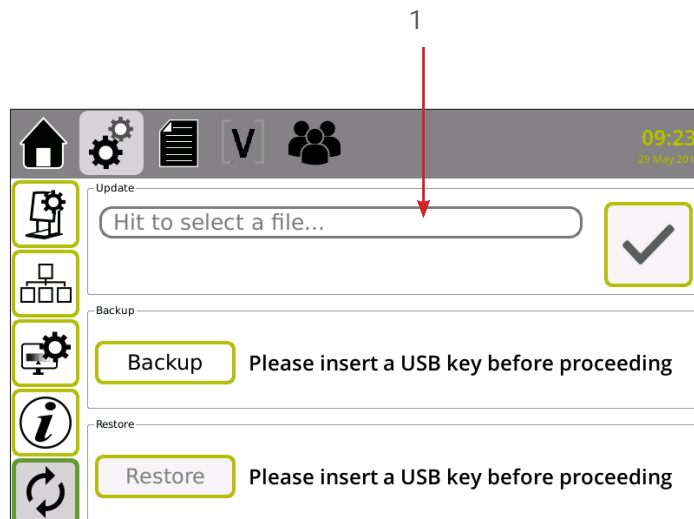 1
[V]
09:23
29 May 201
Update
Hit to select a file...
Backup
Backup Please insert a USB key before proceeding
Restore
Restore Please insert a USB key before proceeding